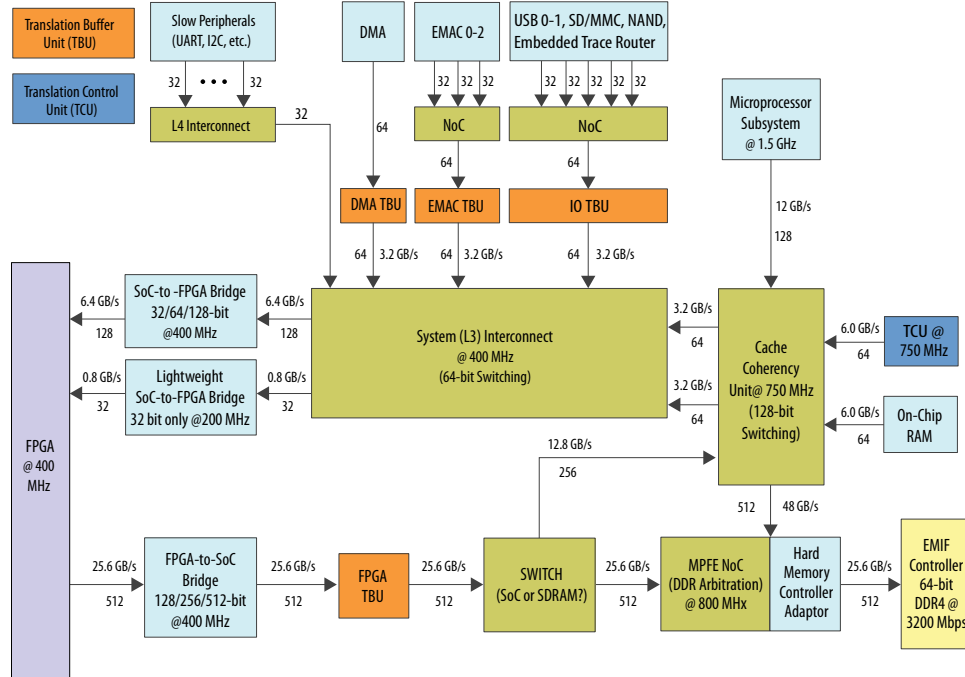 Translation Buffer
Unit (TBU)
Translation Control
Unit (TCU)
Slow Peripherals
(UART, I2C, etc.)
32
32
L4 Interconnect
32
DMA
64
DMA TBU
64
3.2 GB/s
EMAC 0-2
32
32
32
NoC
64
EMAC TBU
64
3.2 GB/s
USB 0-1, SD/MMC, NAND,
Embedded Trace Router
32
32
32
32
32
NoC
64
IO TBU
64
3.2 GB/s
Microprocessor
Subsystem
@ 1.5 GHz
12 GB/s
128
FPGA
@ 400
MHz
6.4 GB/s
128
SoC-to -FPGA Bridge
32/64/128-bit
@400 MHz
6.4 GB/s
128
0.8 GB/s
32
Lightweight
SoC-to-FPGA Bridge
32 bit only @200 MHz
0.8 GB/s
32
System (L3) Interconnect
@ 400 MHz
(64-bit Switching)
3.2 GB/s
64
3.2 GB/s
64
Cache
Coherency
Unit@ 750 MHz
(128-bit
Switching)
6.0 GB/s
64
TCU @
750 MHz
6.0 GB/s
64
On-Chip
RAM
12.8 GB/s
256
512
48 GB/s
25.6 GB/s
512
FPGA-to-SoC
Bridge
128/256/512-bit
@400 MHz
25.6 GB/s
512
FPGA
TBU
25.6 GB/s
512
SWITCH
(SoC or SDRAM?)
25.6 GB/s
512
MPFE NoC
(DDR Arbitration)
@ 800 MHx
Hard
Memory
Controller
Adaptor
25.6 GB/s
512
EMIF
Controller
64-bit
DDR4 @
3200 Mbps